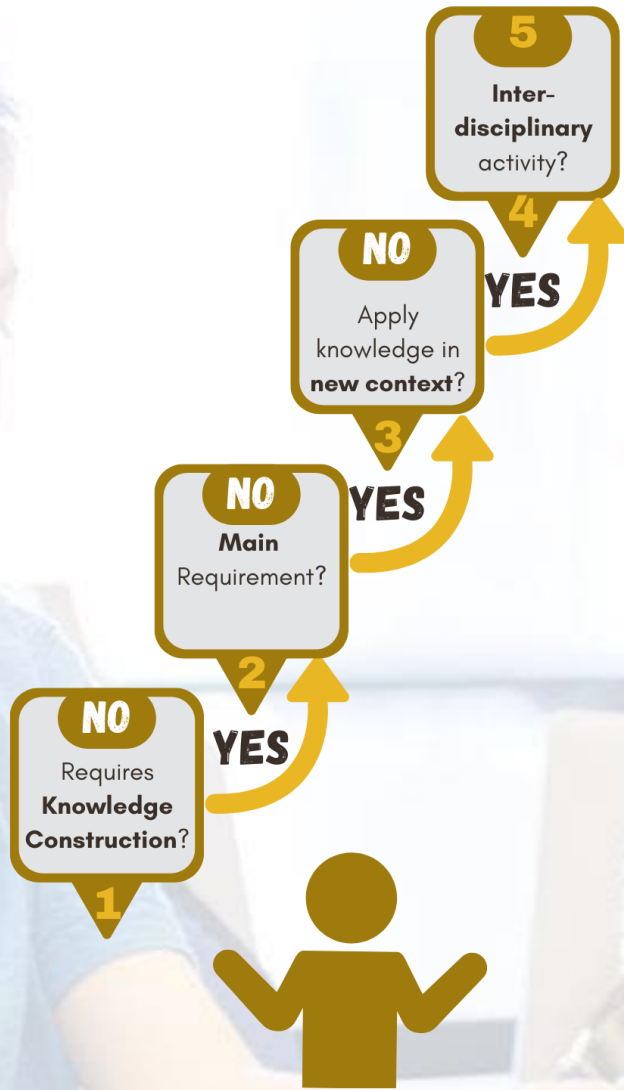 5
Inter-
disciplinary
activity?
4
YES
NO
Apply
knowledge in
new context?
3
YES
NO
Main
Requirement?
2
YES
NO
Requires
Knowledge
Construction?
1